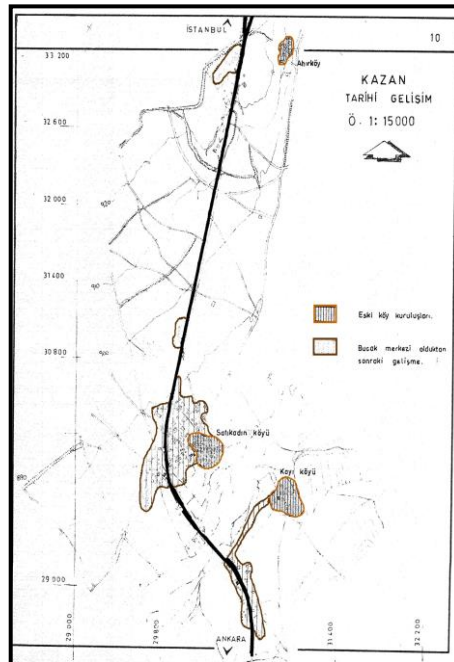 İSTANBUL
10
33 200
Ahırköy
KAZAN
TARİHİ GELİŞİM
Ö. 1: 15000
32 600
32 000
31 400
Eski köy kuruluşları.
Bucak merkezi olduktan
sonraki gelişme.
30 800
Satıkadın köyü
Kayı köyü
29 000
29 000
29 800
ANKARA
31 400
32 200